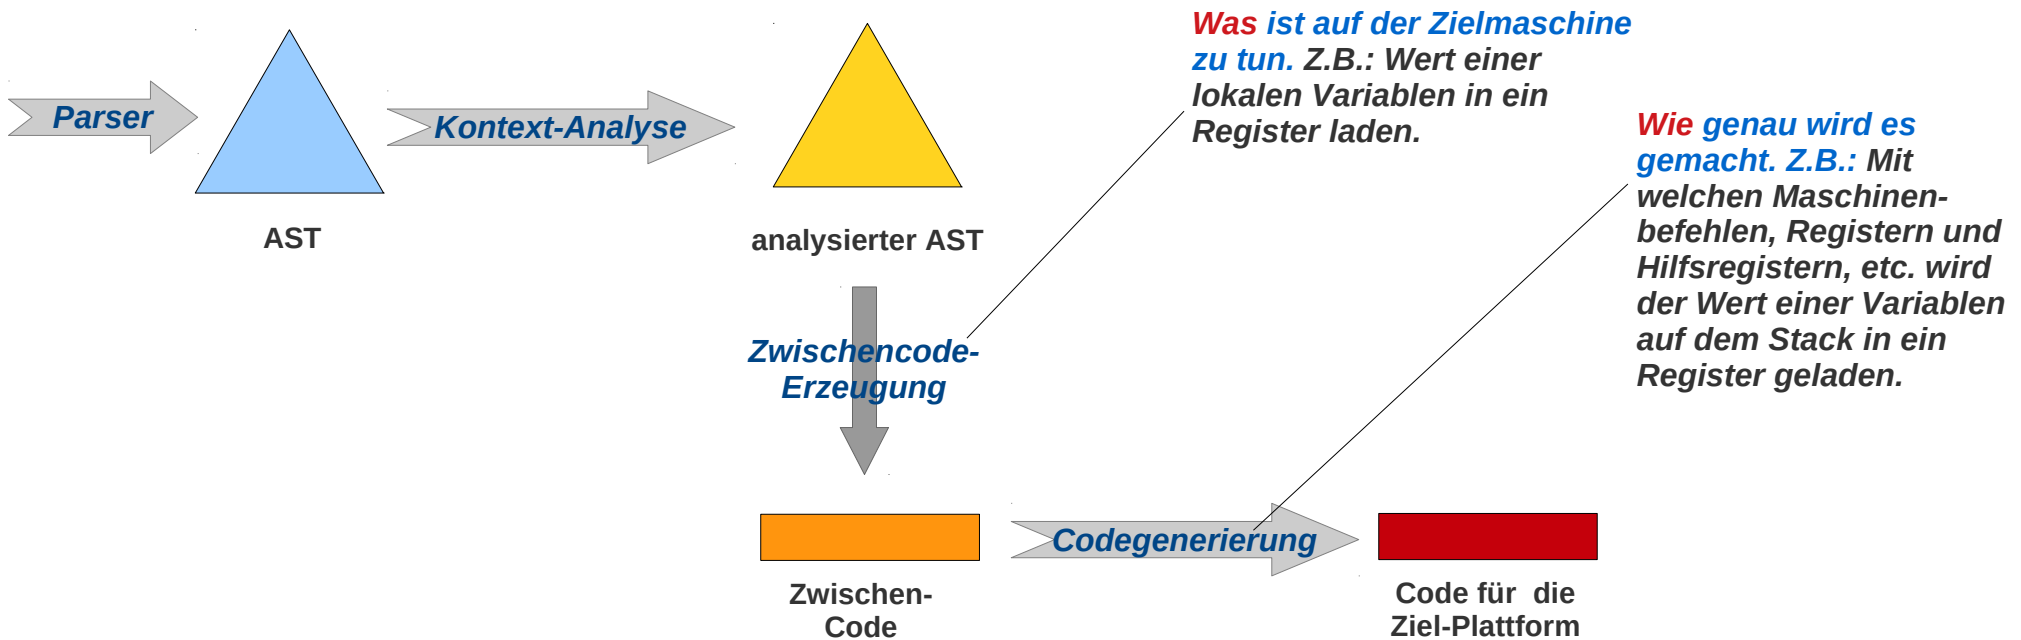 Parser
AST
Kontext-Analyse
analysierter AST
Was ist auf der Zielmaschine
zu tun. Z.B.: Wert einer
lokalen Variablen in ein
Register laden.
Wie genau wird es
gemacht. Z.B.: Mit
welchen Maschinen-
befehlen, Registern und
Hilfsregistern, etc. wird
der Wert einer Variablen
auf dem Stack in ein
Register geladen.
Zwischencode-
Erzeugung
Zwischen-
Code
Codegenerierung
Code für die
Ziel-Plattform